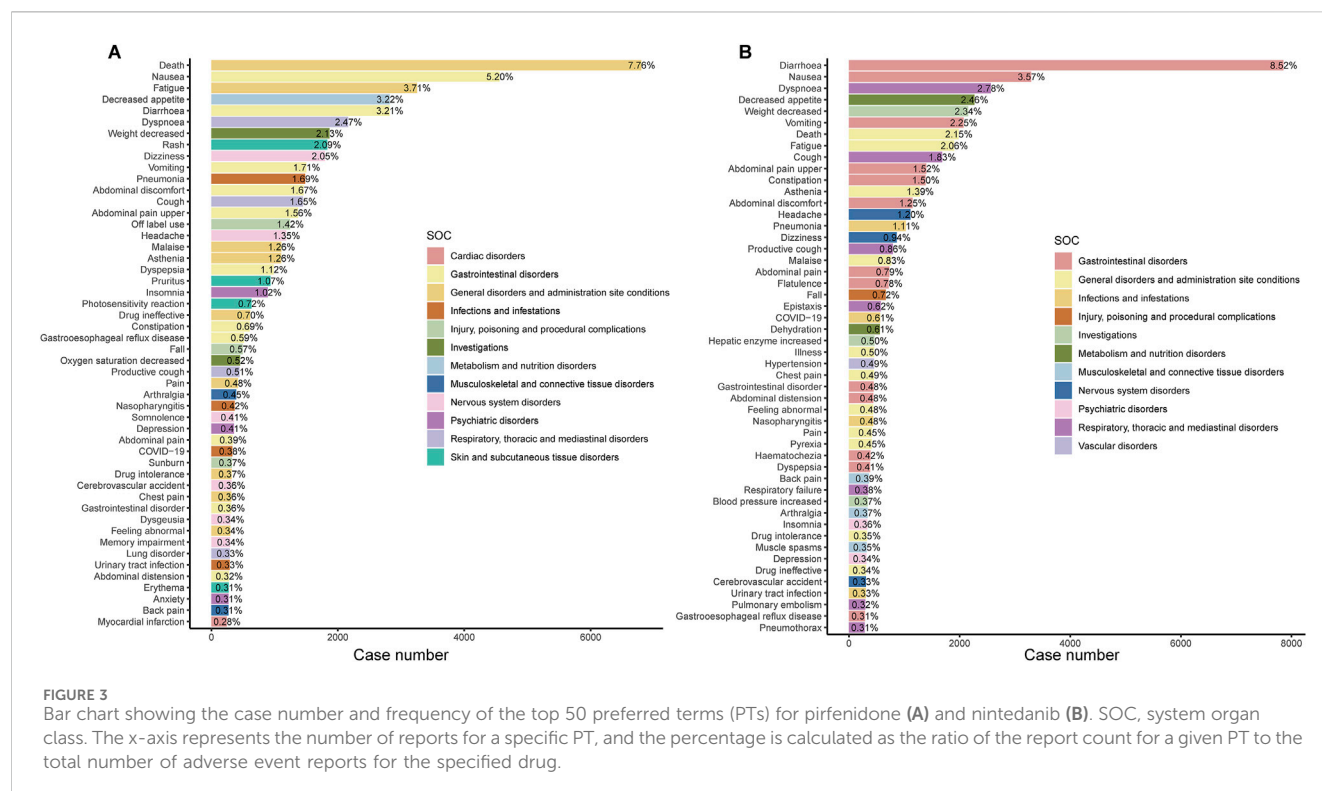 A
Death 7.76%
Nausea 5.20%
Fatigue 3.71%
Decreased appetite 3.22%
Diarrhoea 3.21%
Dyspnoea 2.47%
Weight decreased 2.13%
Rash 2.09%
Dizziness 2.05%
Vomiting 1.71%
Pneumonia 1.69%
Abdominal discomfort 1.67%
Cough 1.65%
Abdominal pain upper 1.56%
Off label use 1.42%
Headache 1.35%
Malaise 1.26%
Asthenia 1.26%
Dyspepsia 1.12%
Pruritus 1.07%
Insomnia 1.02%
Photosensitivity reaction 0.72%
Drug ineffective 0.70%
Constipation 0.69%
Gastrooesophageal reflux disease 0.59%
Fall 0.57%
Oxygen saturation decreased 0.52%
Productive cough 0.51%
Pain 0.48%
Arthralgia 0.45%
Nasopharyngitis 0.42%
Somnolence 0.41%
Depression 0.41%
Abdominal pain 0.39%
COVID−19 0.38%
Sunburn 0.37%
Drug intolerance 0.37%
Cerebrovascular accident 0.36%
Chest pain 0.36%
Gastrointestinal disorder 0.36%
Dysgeusia 0.34%
Feeling abnormal 0.34%
Memory impairment 0.34%
Lung disorder 0.33%
Urinary tract infection 0.33%
Abdominal distension 0.32%
Erythema 0.31%
Anxiety 0.31%
Back pain 0.31%
Myocardial infarction 0.28%
0 2000 4000 6000
Case number
SOC
Cardiac disorders
Gastrointestinal disorders
General disorders and administration site conditions
Infections and infestations
Injury, poisoning and procedural complications
Investigations
Metabolism and nutrition disorders
Musculoskeletal and connective tissue disorders
Nervous system disorders
Psychiatric disorders
Respiratory, thoracic and mediastinal disorders
Skin and subcutaneous tissue disorders
B
Diarrhoea 8.52%
Nausea 3.57%
Dyspnoea 2.78%
Decreased appetite 2.46%
Weight decreased 2.34%
Vomiting 2.25%
Death 2.15%
Fatigue 2.06%
Cough 1.83%
Abdominal pain upper 1.52%
Constipation 1.50%
Asthenia 1.39%
Abdominal discomfort 1.25%
Headache 1.20%
Pneumonia 1.11%
Dizziness 0.94%
Productive cough 0.86%
Malaise 0.83%
Abdominal pain 0.79%
Flatulence 0.78%
Fall 0.72%
Epistaxis 0.62%
COVID−19 0.61%
Dehydration 0.61%
Hepatic enzyme increased 0.50%
Illness 0.50%
Hypertension 0.49%
Chest pain 0.49%
Gastrointestinal disorder 0.48%
Abdominal distension 0.48%
Feeling abnormal 0.48%
Nasopharyngitis 0.48%
Pain 0.45%
Pyrexia 0.45%
Haematochezia 0.42%
Dyspepsia 0.41%
Back pain 0.39%
Respiratory failure 0.38%
Blood pressure increased 0.37%
Arthralgia 0.37%
Insomnia 0.36%
Drug intolerance 0.35%
Muscle spasms 0.35%
Depression 0.34%
Drug ineffective 0.34%
Cerebrovascular accident 0.33%
Urinary tract infection 0.33%
Pulmonary embolism 0.32%
Gastrooesophageal reflux disease 0.31%
Pneumothorax 0.31%
0 2000 4000 6000 8000
Case number
SOC
Gastrointestinal disorders
General disorders and administration site conditions
Infections and infestations
Injury, poisoning and procedural complications
Investigations
Metabolism and nutrition disorders
Musculoskeletal and connective tissue disorders
Nervous system disorders
Psychiatric disorders
Respiratory, thoracic and mediastinal disorders
Vascular disorders
FIGURE 3
Bar chart showing the case number and frequency of the top 50 preferred terms (PTs) for pirfenidone (A) and nintedanib (B). SOC, system organ
class. The x-axis represents the number of reports for a specific PT, and the percentage is calculated as the ratio of the report count for a given PT to the
total number of adverse event reports for the specified drug.